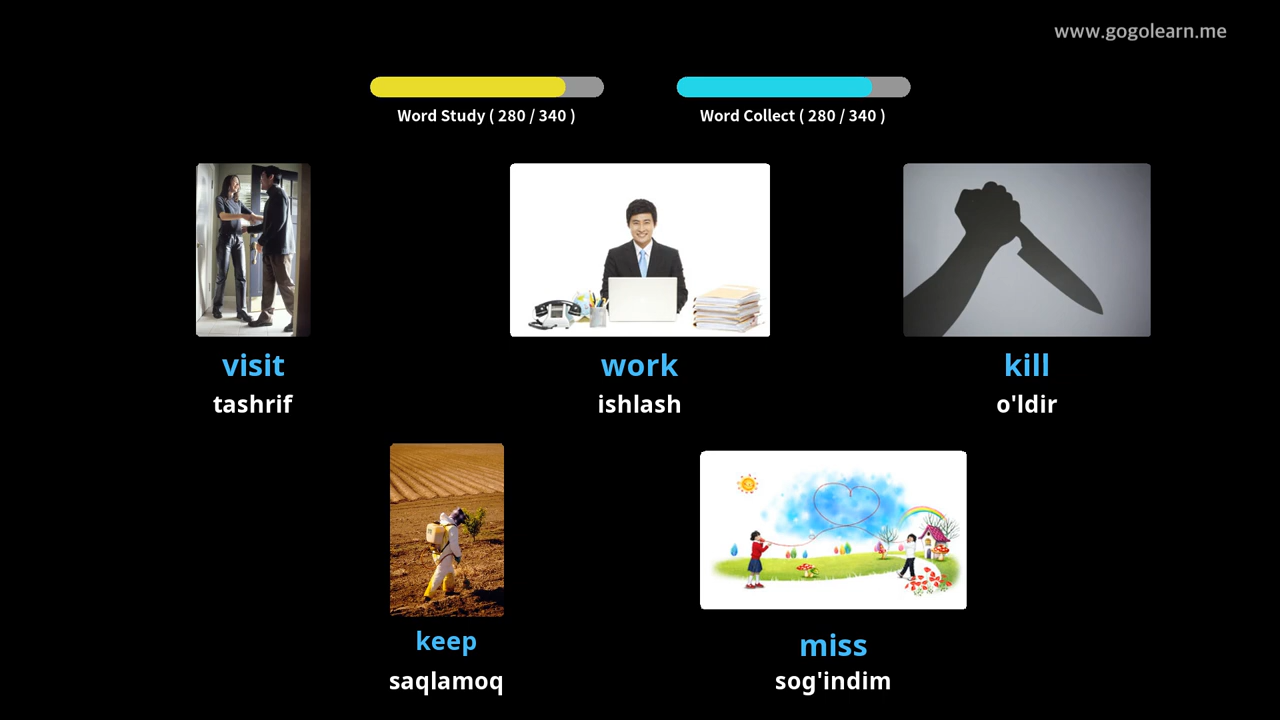 www.gogolearn.me
Word Study ( 280 / 340 )
Word Collect ( 280 / 340 )
visit
work
kill
tashrif
ishlash
o'ldir
keep
miss
saqlamoq
sog'indim